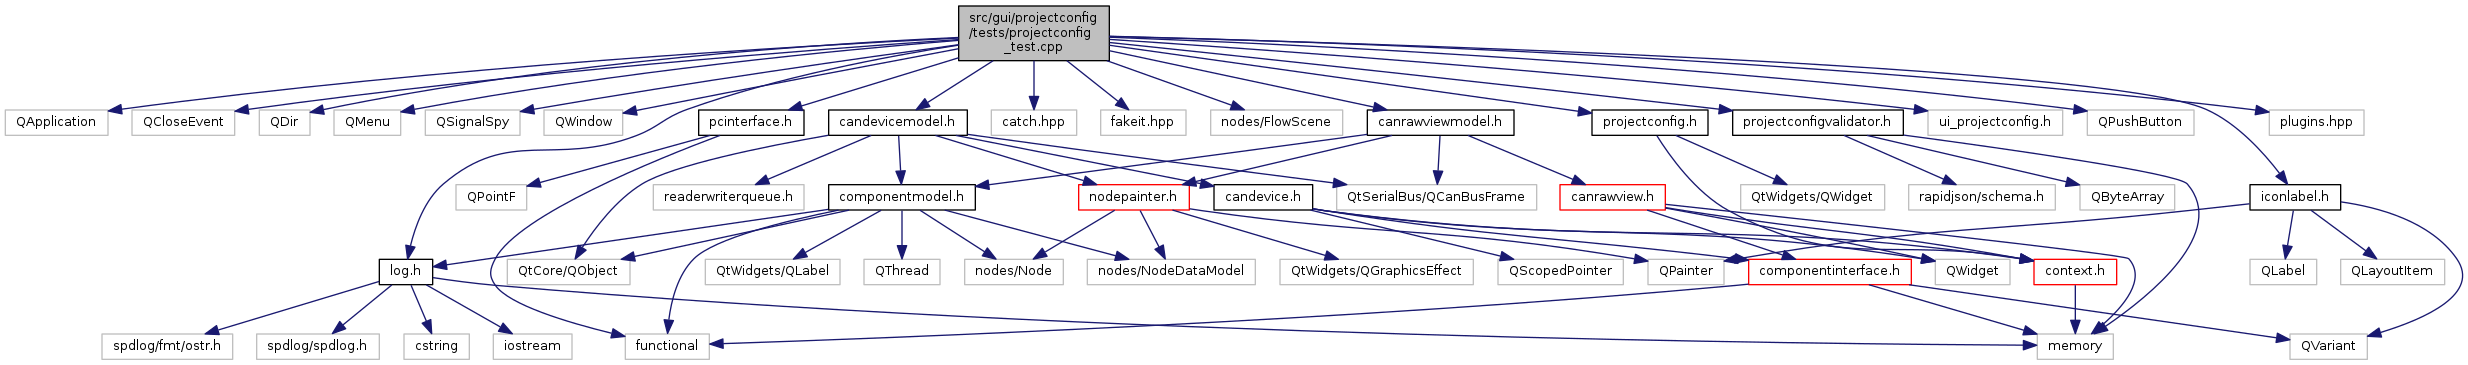 src/gui/projectconfig
/tests/projectconfig
_test.cpp
QApplication
QCloseEvent
QDir
QMenu
QSignalSpy
QWindow
pcinterface.h
candevicemodel.h
catch.hpp
fakeit.hpp
nodes/FlowScene
canrawviewmodel.h
projectconfig.h
projectconfigvalidator.h
ui_projectconfig.h
QPushButton
plugins.hpp
QPointF
readerwriterqueue.h
componentmodel.h
nodepainter.h
candevice.h
QtSerialBus/QCanBusFrame
canrawview.h
QtWidgets/QWidget
rapidjson/schema.h
QByteArray
iconlabel.h
log.h
QtCore/QObject
QtWidgets/QLabel
QThread
nodes/Node
nodes/NodeDataModel
QtWidgets/QGraphicsEffect
QScopedPointer
QPainter
componentinterface.h
QWidget
context.h
QLabel
QLayoutItem
spdlog/fmt/ostr.h
spdlog/spdlog.h
cstring
iostream
functional
memory
QVariant